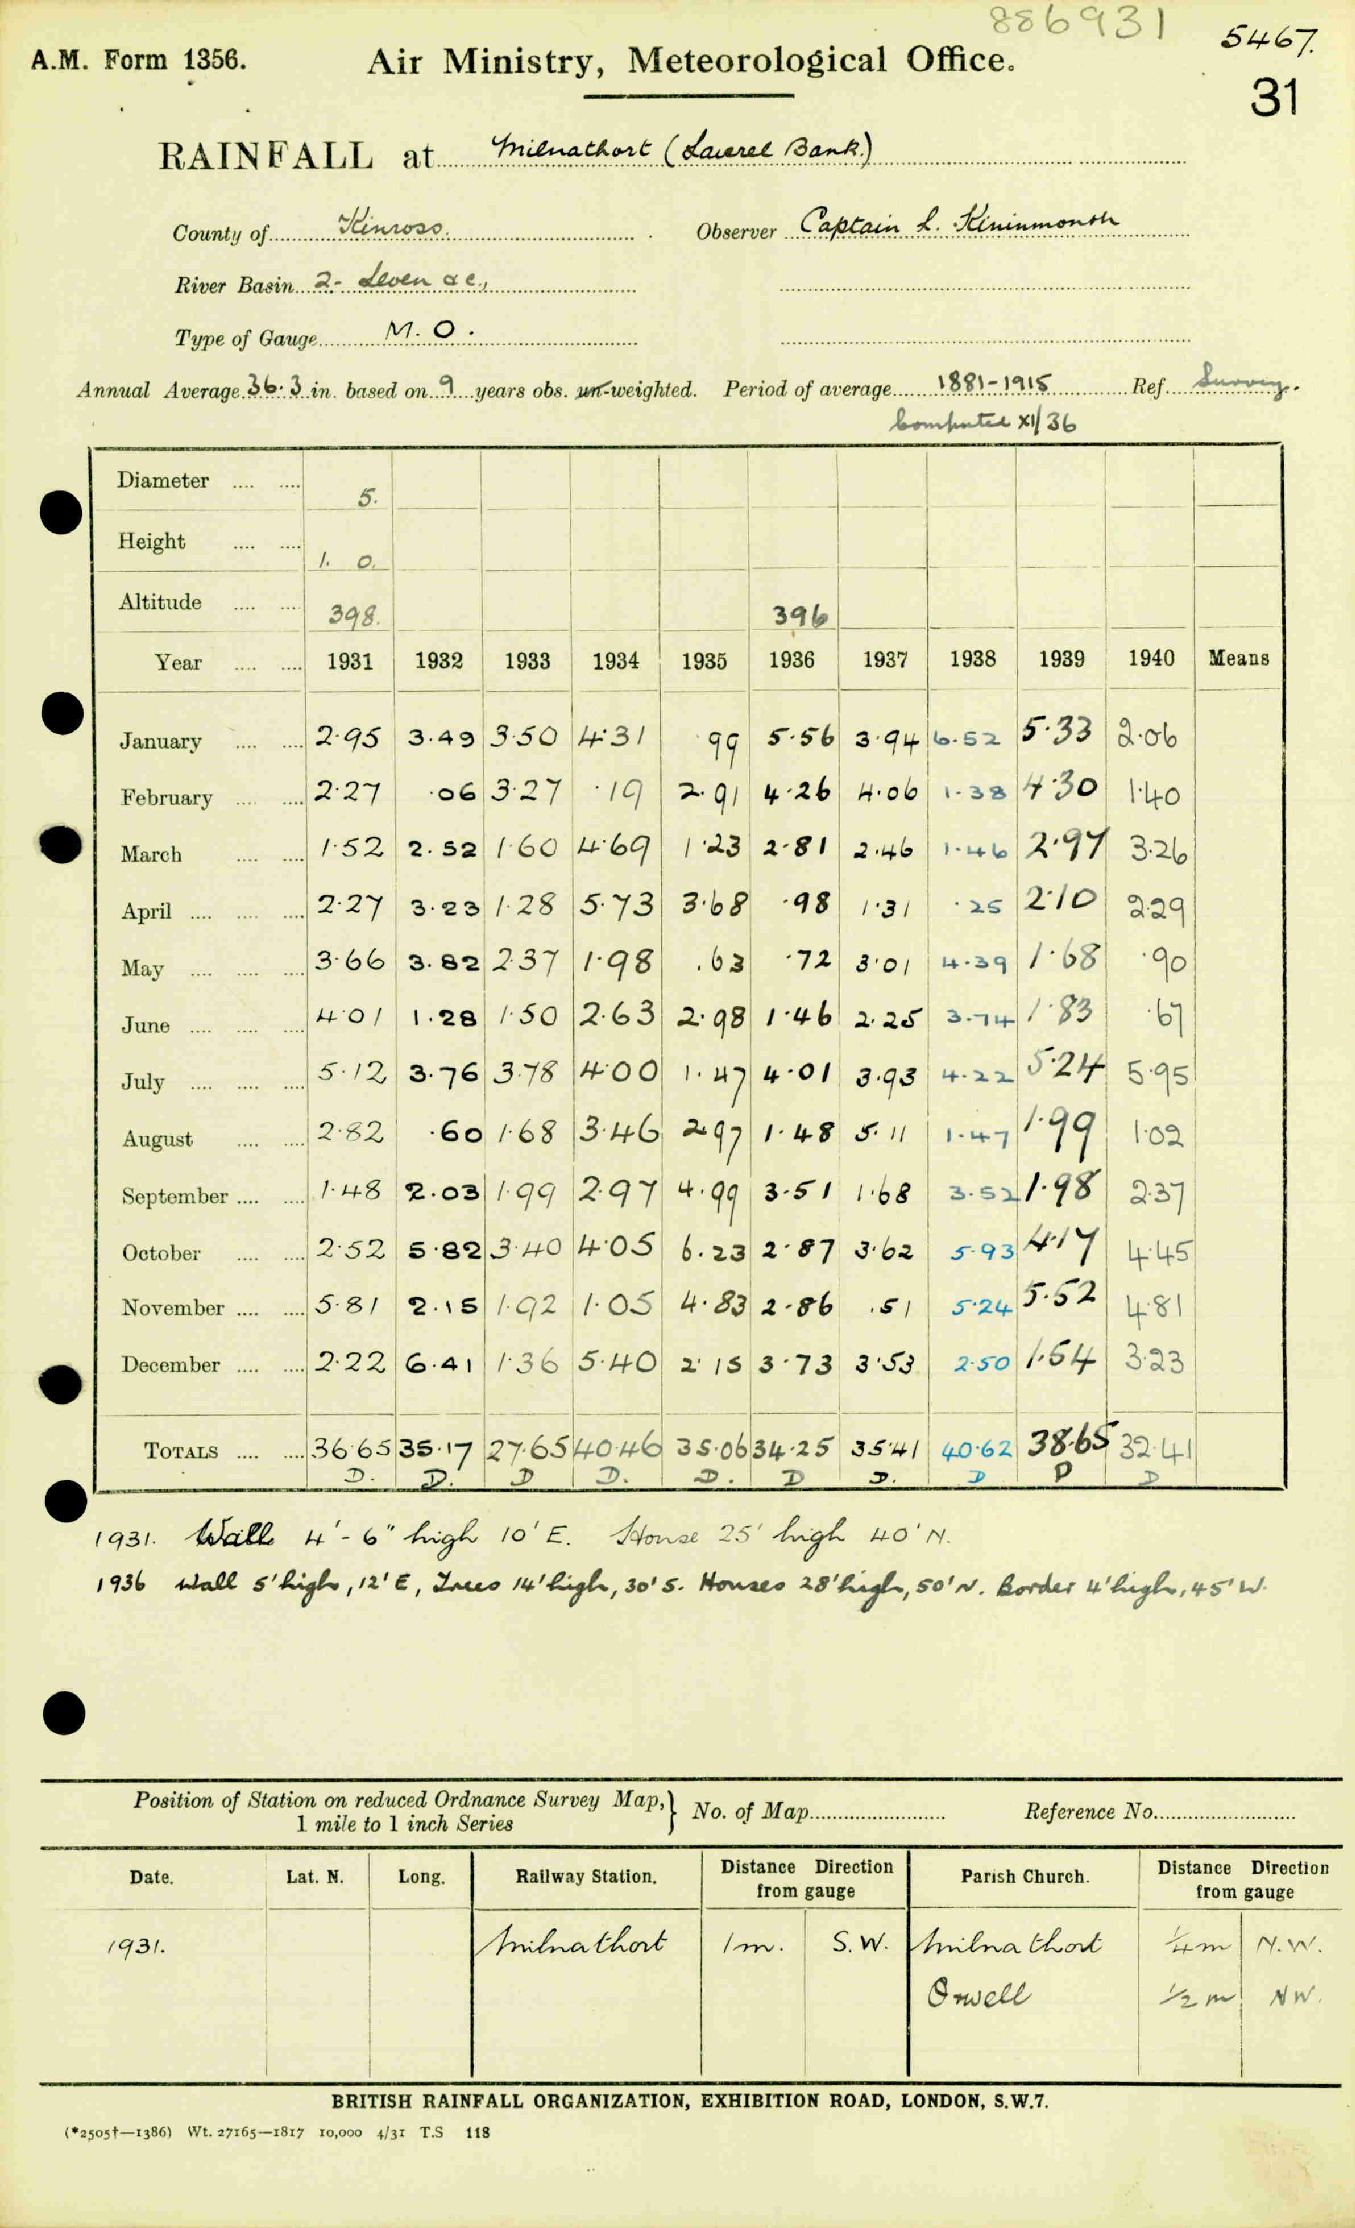 886931
5467.
A.M. Form 1356. Air Ministry, Meteorological Office.
31
RAINFALL at Milnathort (Laurel Bank.)
County of Kinross. Observer Captain L. Kininmonth
River Basin 2- Leven &c.,
Type of Gauge M.O.
Annual Average 36.3 in. based on 9 years obs. un-weighted. Period of average 1881-1915 Ref. Survey.
Computed XI/36
Diameter .... .... 5.
Height .... .... 1. 0.
Altitude .... .... 398. 396
Year .... .... 1931 1932 1933 1934 1935 1936 1937 1938 1939 1940 Means
January .... .... 2.95 3.49 3.50 4.31 .99 5.56 3.94 6.52 5.33 2.06
February .... .... 2.27 .06 3.27 .19 2.91 4.26 4.06 1.38 4.30 1.40
March .... .... 1.52 2.52 1.60 4.69 1.23 2.81 2.46 1.46 2.97 3.26
April .... .... .... 2.27 3.23 1.28 5.73 3.68 .98 1.31 .25 2.10 2.29
May .... .... .... 3.66 3.82 2.37 1.98 .63 .72 3.01 4.39 1.68 .90
June .... .... .... 4.01 1.28 1.50 2.63 2.98 1.46 2.25 3.74 1.83 .67
July .... .... .... 5.12 3.76 3.78 4.00 1.47 4.01 3.93 4.22 5.24 5.95
August .... .... 2.82 .60 1.68 3.46 2.97 1.48 5.11 1.47 1.99 1.02
September .... .... 1.48 2.03 1.99 2.97 4.99 3.51 1.68 3.52 1.98 2.37
October .... .... 2.52 5.82 3.40 4.05 6.23 2.87 3.62 5.93 4.17 4.45
November .... .... 5.81 2.15 1.92 1.05 4.83 2.86 .51 5.24 5.52 4.81
December .... .... 2.22 6.41 1.36 5.40 2.15 3.73 3.53 2.50 1.54 3.23
TOTALS .... .... 36.65 35.17 27.65 40.46 35.06 34.25 35.41 40.62 38.65 32.41
D. D. D D. D. D D. D D D
1931. Wall 4'-6" high 10' E. House 25' high 40' N.
1936 Wall 5' high, 12' E, Trees 14' high, 30' S. Houses 28' high, 50' N. Border 4' high, 45' W.
Position of Station on reduced Ordnance Survey Map, } No. of Map Reference No.
1 mile to 1 inch Series
Date. Lat. N. Long. Railway Station. Distance Direction from gauge Parish Church. Distance Direction from gauge
1931. Milnathort 1m. S.W. Milnathort 1/4 m N.W.
Orwell 1/2 m NW.
BRITISH RAINFALL ORGANIZATION, EXHIBITION ROAD, LONDON, S.W.7.
(*2505†—1386) Wt. 27165—1817 10,000 4/31 T.S 118